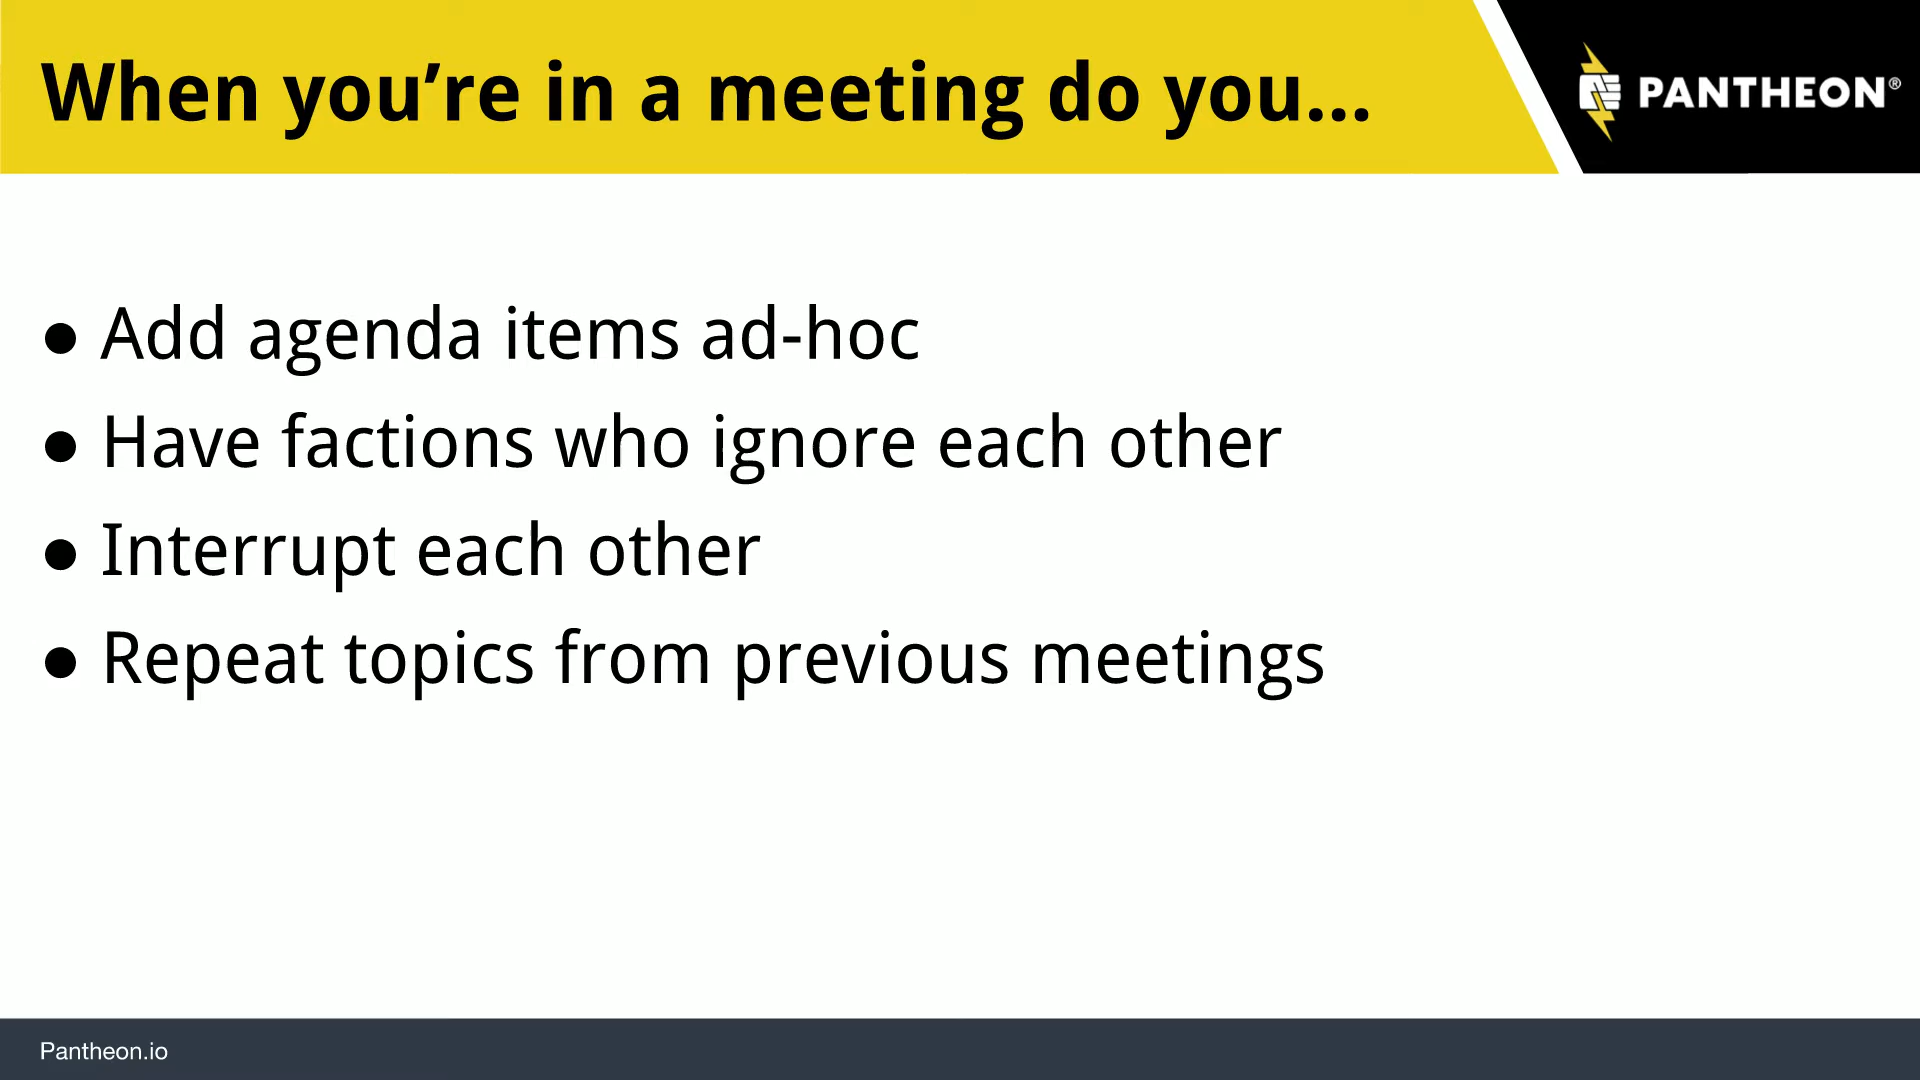 When you’re in a meeting do you...
PANTHEON®
● Add agenda items ad-hoc
● Have factions who ignore each other
● Interrupt each other
● Repeat topics from previous meetings
Pantheon.io